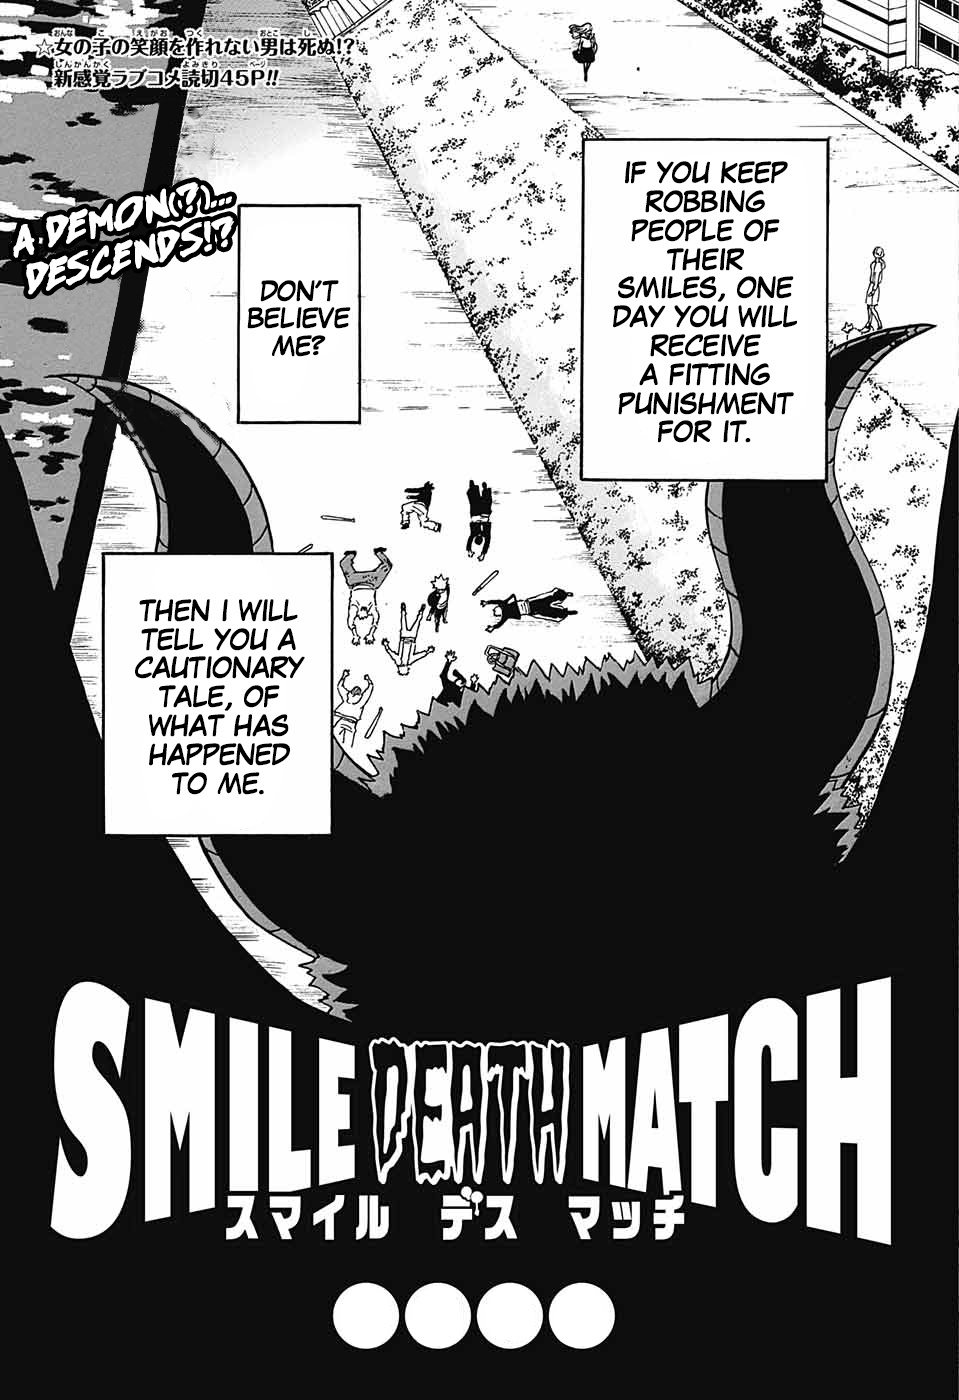 ☆女の子の笑顔を作れない男は死ぬ!?
新感覚ラブコメ読切45P!!
A DEMON(?)...
DESCENDS!?
IF YOU KEEP
ROBBING
PEOPLE OF
THEIR
SMILES, ONE
DAY YOU WILL
RECEIVE
A FITTING
PUNISHMENT
FOR IT.
DON'T
BELIEVE
ME?
THEN I WILL
TELL YOU A
CAUTIONARY
TALE, OF
WHAT HAS
HAPPENED
TO ME.
SMILE DEATH MATCH
スマイル デス マッチ